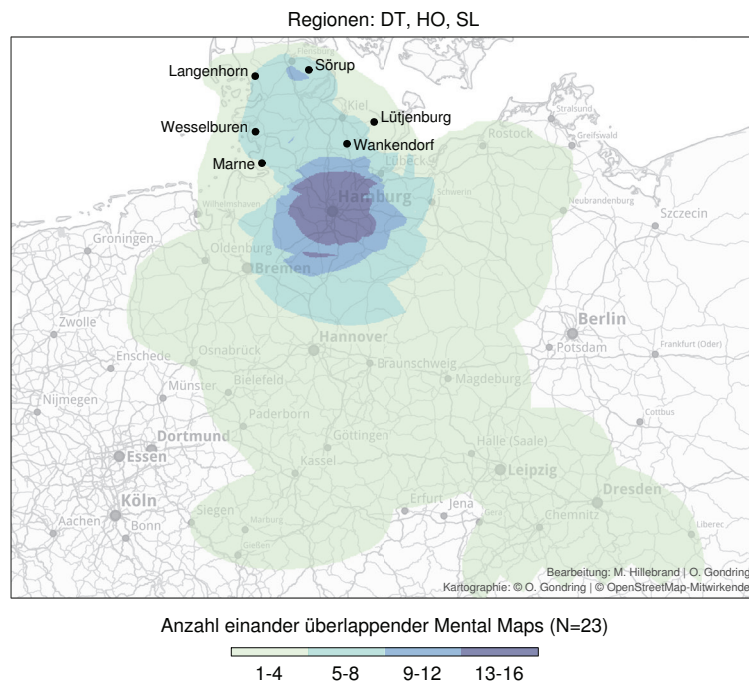 Regionen: DT, HO, SL
Flensburg
Langenhorn
Sörup
(Kiel
Lütjenburg
Wesselburen
Wankendorf
Marne
Lübeck
Rostock
Stralsund
Greifswald
Hamburg
Schwerin
Wilhelmshaven
Neubrandenburg
Szczecin
Groningen
Oldenburg
Bremen
Zwolle
Berlin
Hannover
Potsdam
Frankfurt (Oder)
Enschede
Osnabrück
Braunschweig
Magdeburg
Bielefeld
Nijmegen
Münster
Paderborn
Cottbus
Dortmund
Göttingen
Essen
Halle (Saale)
Kassel
Leipzig
Köln
Dresden
Erfurt
Jena
Gera
Aachen
Bonn
Siegen
Marburg
Chemnitz
Liberec
Gießen
Bearbeitung: M. Hillebrand | O. Gondring
Kartographie: © O. Gondring | © OpenStreetMap-Mitwirkende
Anzahl einander überlappender Mental Maps (N=23)
1-4 5-8 9-12 13-16